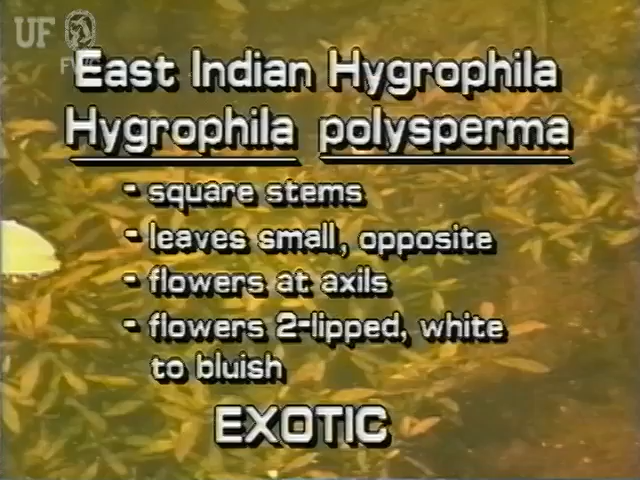 UF
FWC
East Indian Hygrophila
Hygrophila polysperma
- square stems
- leaves small, opposite
- flowers at axils
- flowers 2-lipped, white
to bluish
EXOTIC